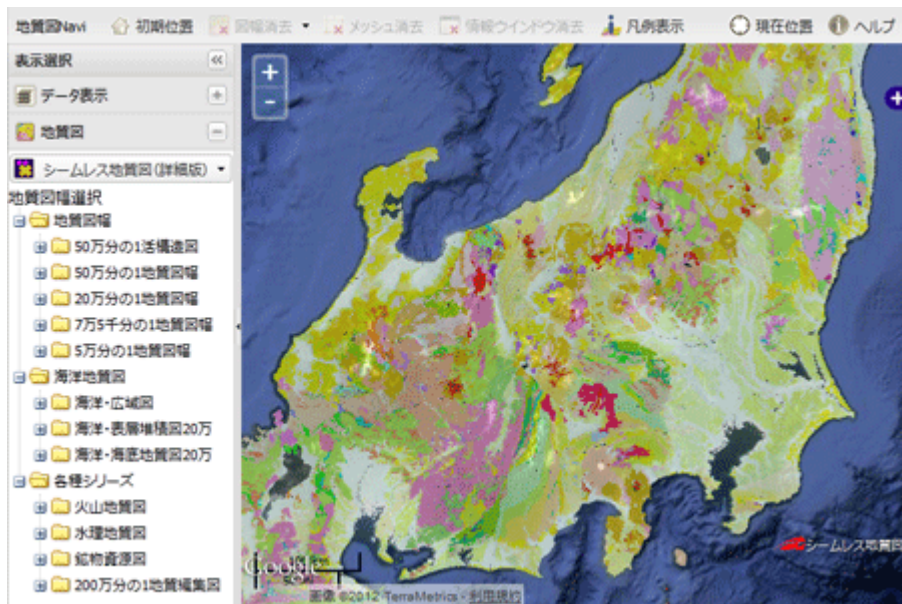 地質図Navi 初期位置 図幅消去 メッシュ消去 情報ウインドウ消去 凡例表示 現在位置 ヘルプ
表示選択
データ表示
地質図
シームレス地質図(詳細版)
地質図幅選択
地質図幅
50万分の1活構造図
50万分の1地質図幅
20万分の1地質図幅
7万5千分の1地質図幅
5万分の1地質図幅
海洋地質図
海洋・広域図
海洋・表層堆積図20万
海洋・海底地質図20万
各種シリーズ
火山地質図
水理地質図
鉱物資源図
200万分の1地質編集図
シームレス地質図
Google
画像 ©2012 TerraMetrics - 利用規約